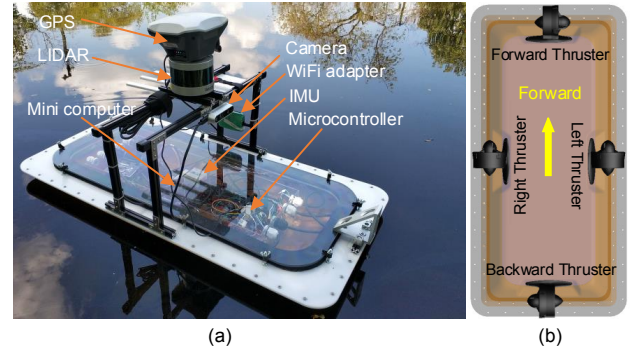 GPS
LIDAR
Mini computer
Camera
WiFi adapter
IMU
Microcontroller
(a)
Forward Thruster
Forward
Right Thruster
Left Thruster
Backward Thruster
(b)